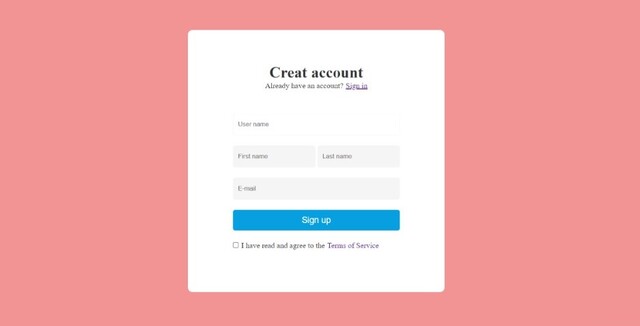 Creat account
Already have an account? Sign in
User name
First name Last name
E-mail
Sign up
I have read and agree to the Terms of Service